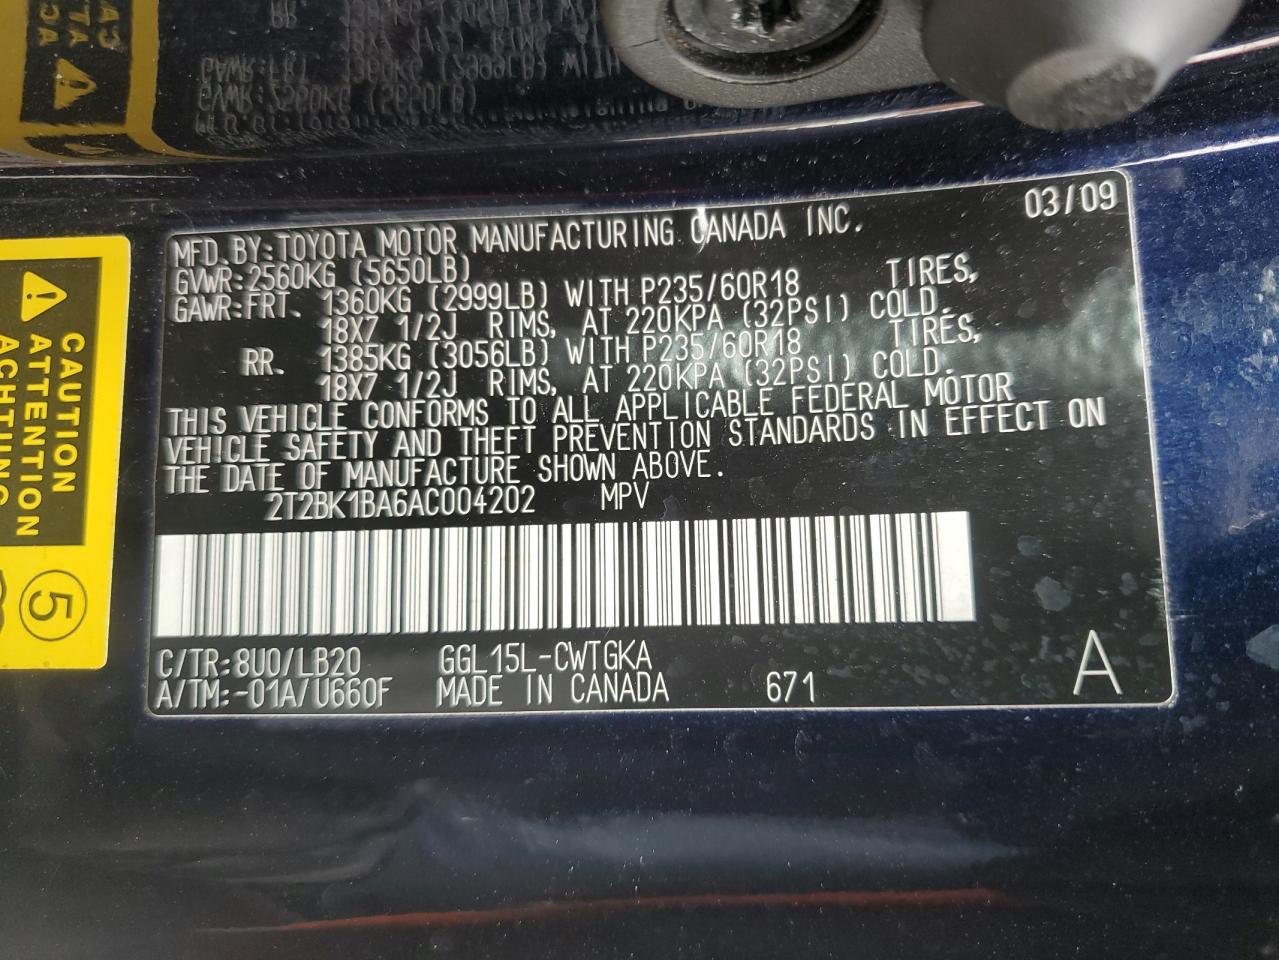 MFD. BY: TOYOTA MOTOR MANUFACTURING CANADA INC. 03/09
GVWR: 2560KG (5650LB)
GAWR: FRT. 1360KG (2999LB) WITH P235/60R18 TIRES,
18X7 1/2J RIMS, AT 220KPA (32PSI) COLD.
RR. 1385KG (3056LB) WITH P235/60R18 TIRES,
18X7 1/2J RIMS, AT 220KPA (32PSI) COLD.
THIS VEHICLE CONFORMS TO ALL APPLICABLE FEDERAL MOTOR
VEHICLE SAFETY AND THEFT PREVENTION STANDARDS IN EFFECT ON
THE DATE OF MANUFACTURE SHOWN ABOVE.
2T2BK1BA6AC004202 MPV
C/TR: 8U0/LB20 GGL15L-CWTGKA A
A/TM: -01A/U660F MADE IN CANADA 671
CAUTION
ATTENTION
ACHTUNG
5